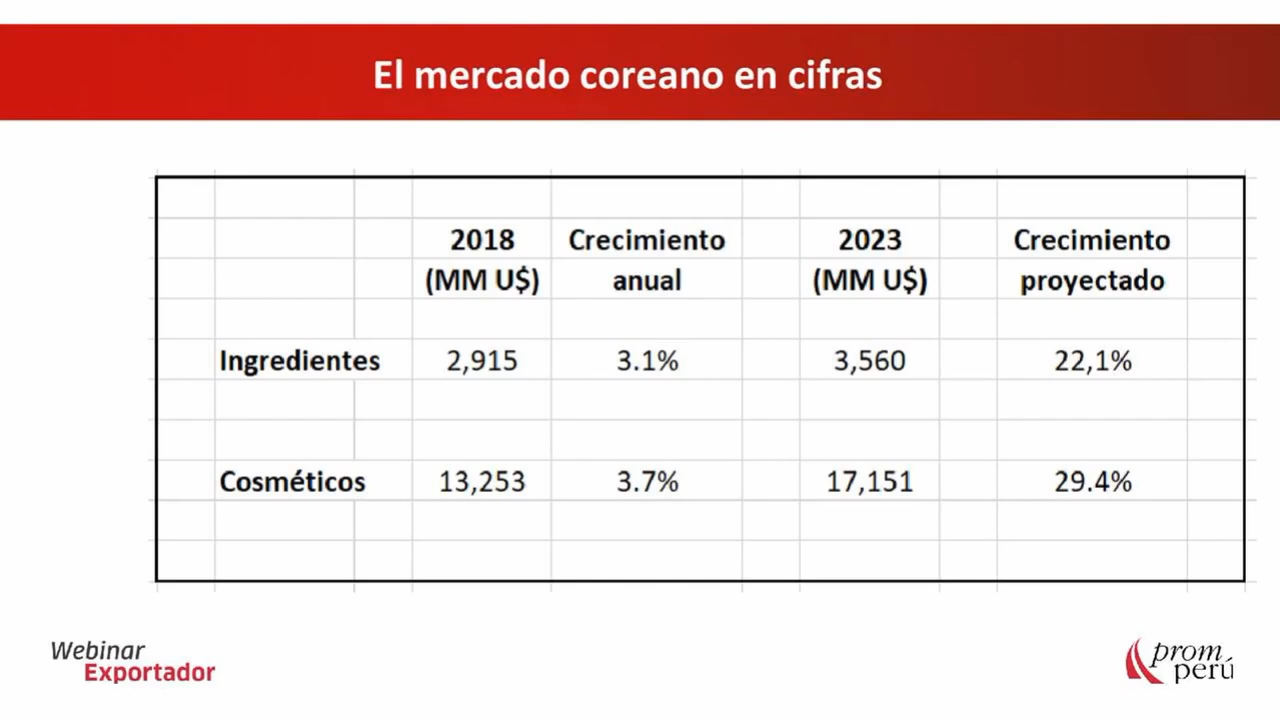 El mercado coreano en cifras
2018 Crecimiento 2023 Crecimiento
(MM U$) anual (MM U$) proyectado
Ingredientes 2,915 3.1% 3,560 22,1%
Cosméticos 13,253 3.7% 17,151 29.4%
Webinar
Exportador
prom
perú